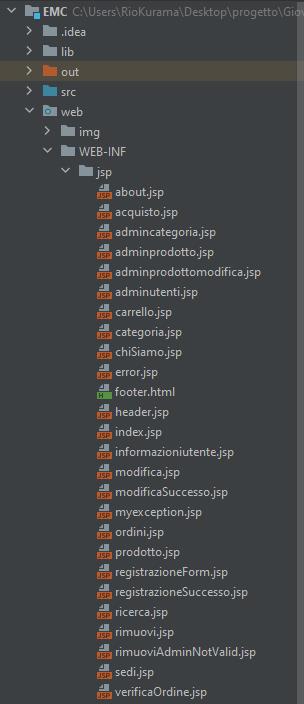 EMC C:\Users\RioKurama\Desktop\progetto\Gio
.idea
lib
out
src
web
img
WEB-INF
jsp
about.jsp
acquisto.jsp
admincategoria.jsp
adminprodotto.jsp
adminprodottomodifica.jsp
adminutenti.jsp
carrello.jsp
categoria.jsp
chiSiamo.jsp
error.jsp
footer.html
header.jsp
index.jsp
informazioniutente.jsp
modifica.jsp
modificaSuccesso.jsp
myexception.jsp
ordini.jsp
prodotto.jsp
registrazioneForm.jsp
registrazioneSuccesso.jsp
ricerca.jsp
rimuovi.jsp
rimuoviAdminNotValid.jsp
sedi.jsp
verificaOrdine.jsp